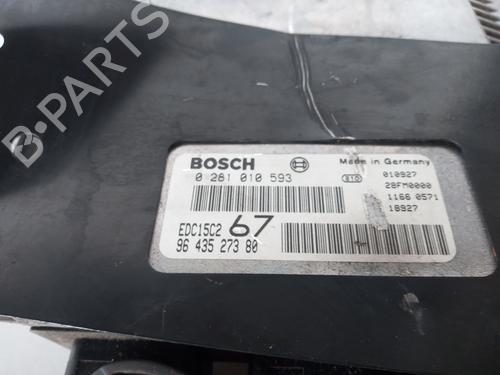 B-PARTS
BOSCH
Made in Germany
0 281 010 593
010927
28FM0000
1166 0571
18927
EDC15C2 67
96 435 273 80